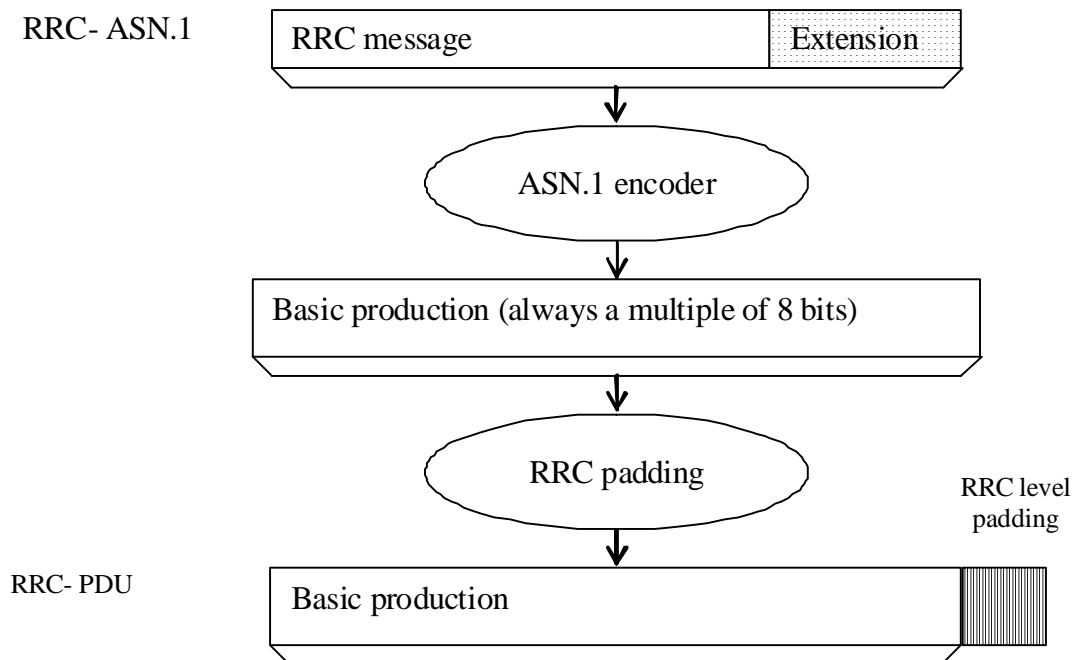 RRC- ASN.1
RRC message
Extension
ASN.1 encoder
Basic production (always a multiple of 8 bits)
RRC padding
RRC level
padding
RRC- PDU
Basic production